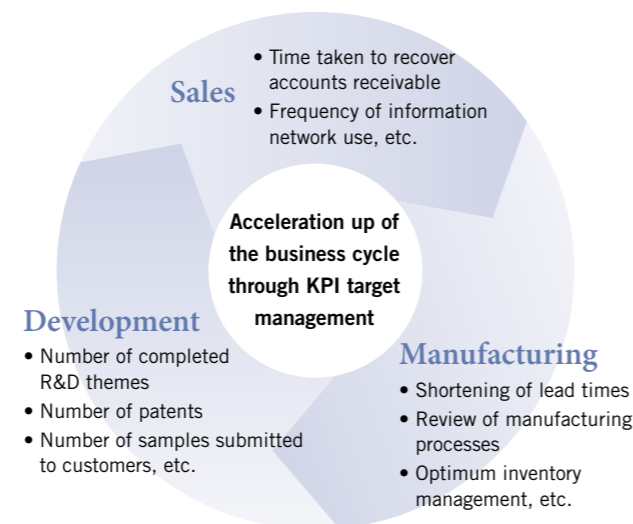 Sales
• Time taken to recover
accounts receivable
• Frequency of information
network use, etc.
Acceleration up of
the business cycle
through KPI target
management
Development
• Number of completed
R&D themes
• Number of patents
• Number of samples submitted
to customers, etc.
Manufacturing
• Shortening of lead times
• Review of manufacturing
processes
• Optimum inventory
management, etc.